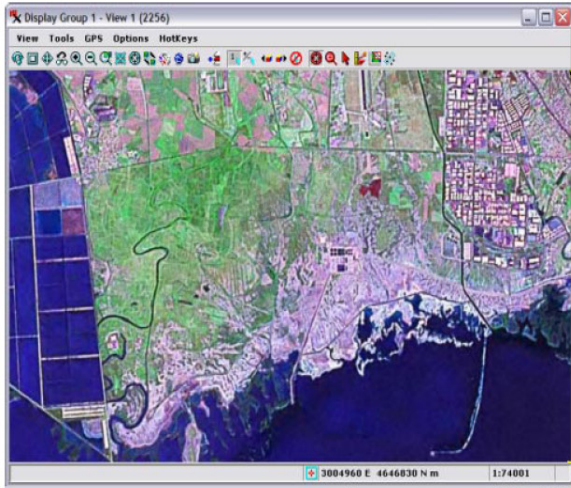 Display Group 1 - View 1 (2256)
View Tools GPS Options HotKeys
3004960 E 4646830 N m 1:74001